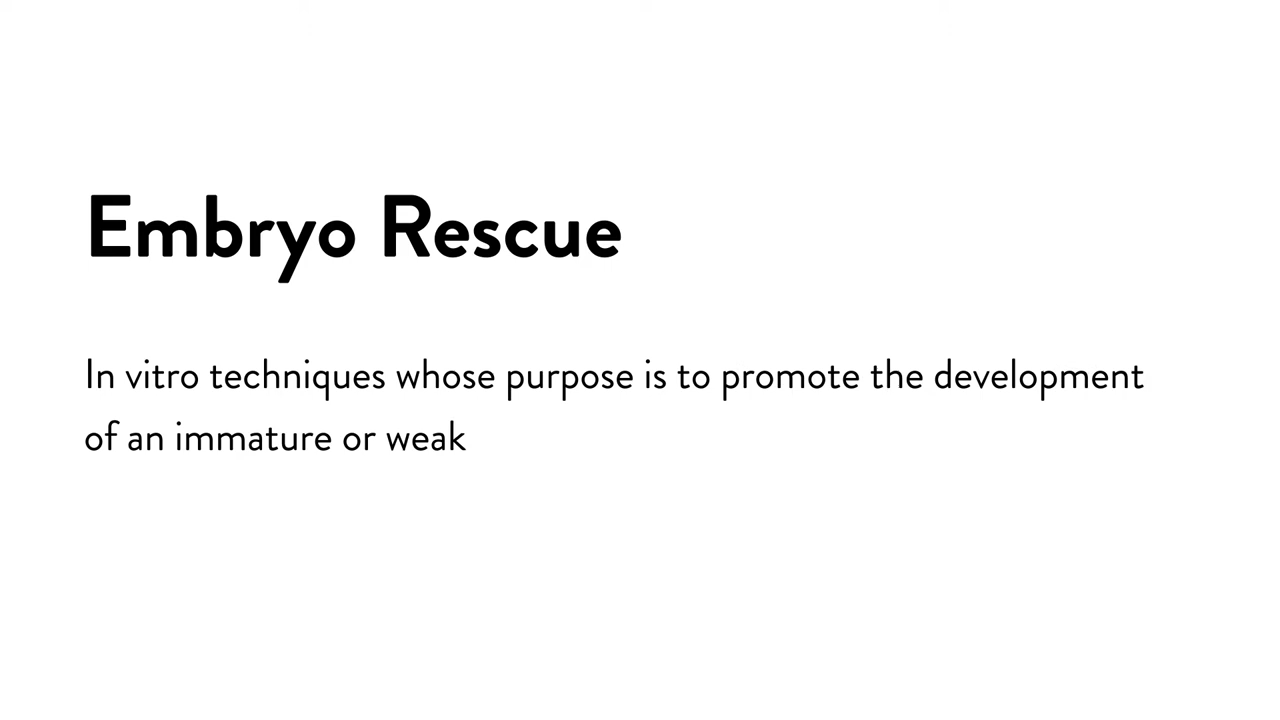 Embryo Rescue
In vitro techniques whose purpose is to promote the development
of an immature or weak